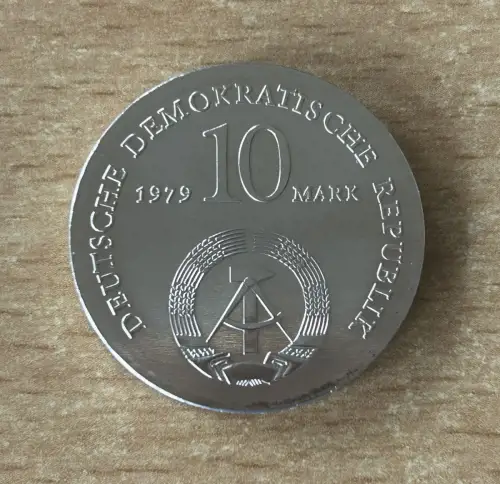 DEUTSCHE DEMOKRATISCHE REPUBLIK
1979 10 MARK